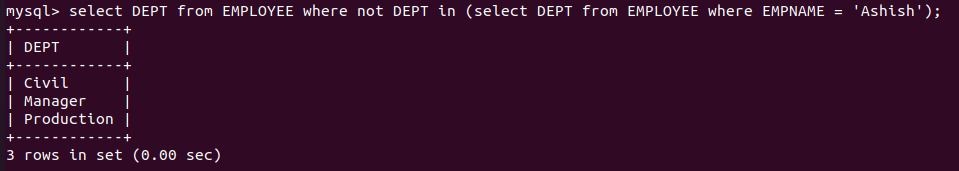 mysql> select DEPT from EMPLOYEE where not DEPT in (select DEPT from EMPLOYEE where EMPNAME = 'Ashish');
+------------+
| DEPT       |
+------------+
| Civil      |
| Manager    |
| Production |
+------------+
3 rows in set (0.00 sec)